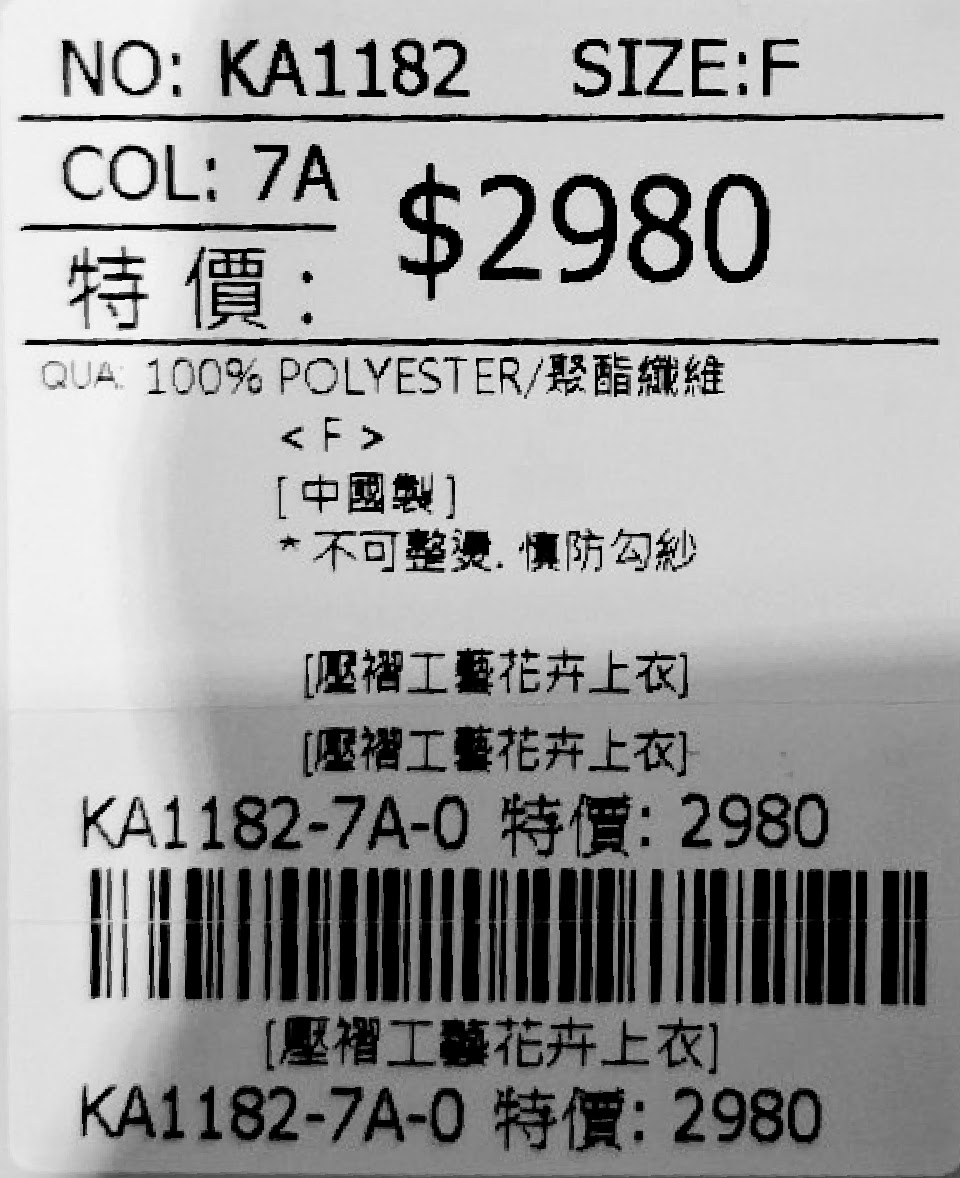 NO: KA1182 SIZE:F
COL: 7A
$2980
特價:
QUA: 100% POLYESTER/聚酯纖維
< F >
[中國製]
*不可整燙.慎防勾紗
[壓褶工藝花卉上衣]
[壓褶工藝花卉上衣]
KA1182-7A-0 特價: 2980
[壓褶工藝花卉上衣]
KA1182-7A-0 特價: 2980